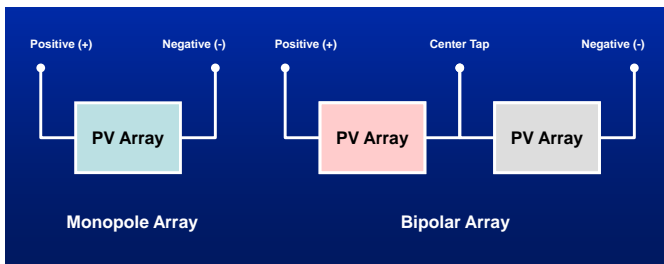 Positive (+)
Negative (-)
Positive (+)
Center Tap
Negative (-)
PV Array
PV Array
PV Array
Monopole Array
Bipolar Array